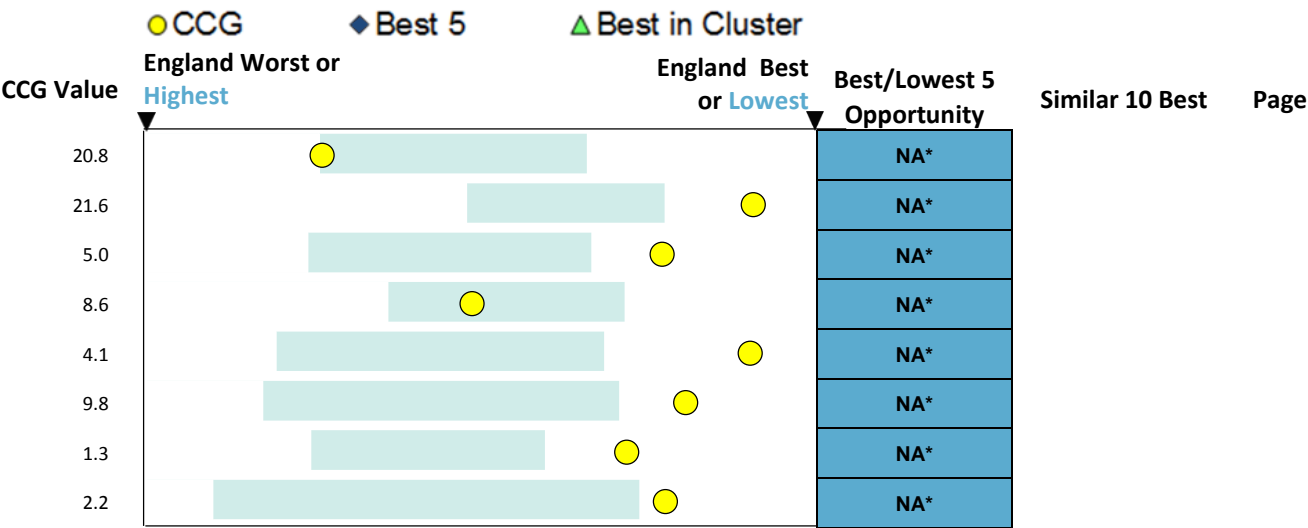 CCG Best 5 Best in Cluster
CCG Value
England Worst or
Highest
England Best
or Lowest
Best/Lowest 5
Opportunity
Similar 10 Best
Page
20.8 NA*
21.6 NA*
5.0 NA*
8.6 NA*
4.1 NA*
9.8 NA*
1.3 NA*
2.2 NA*